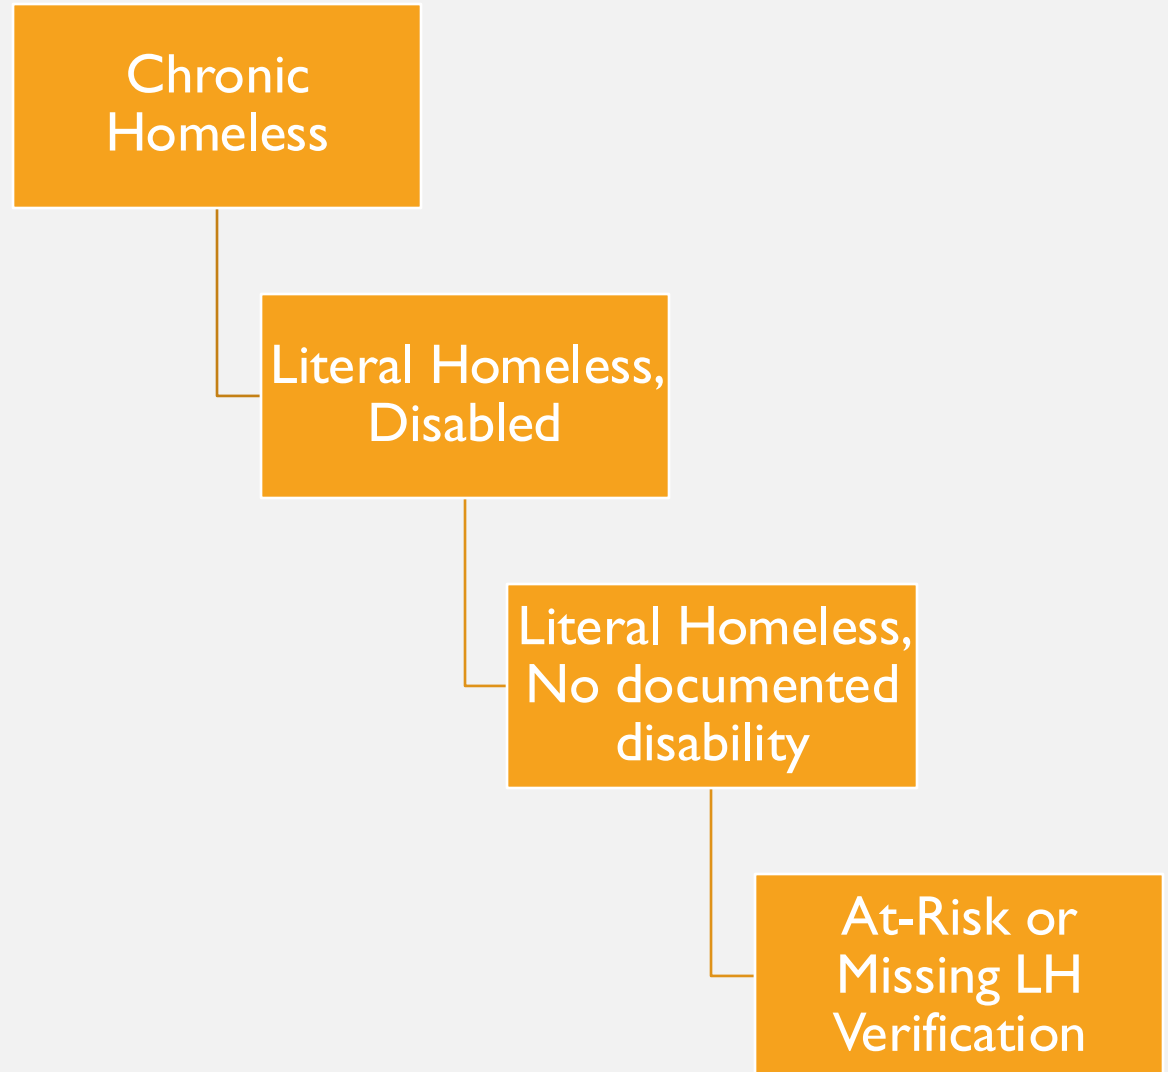 Chronic
Homeless
Literal Homeless,
Disabled
Literal Homeless,
No documented
disability
At-Risk or
Missing LH
Verification